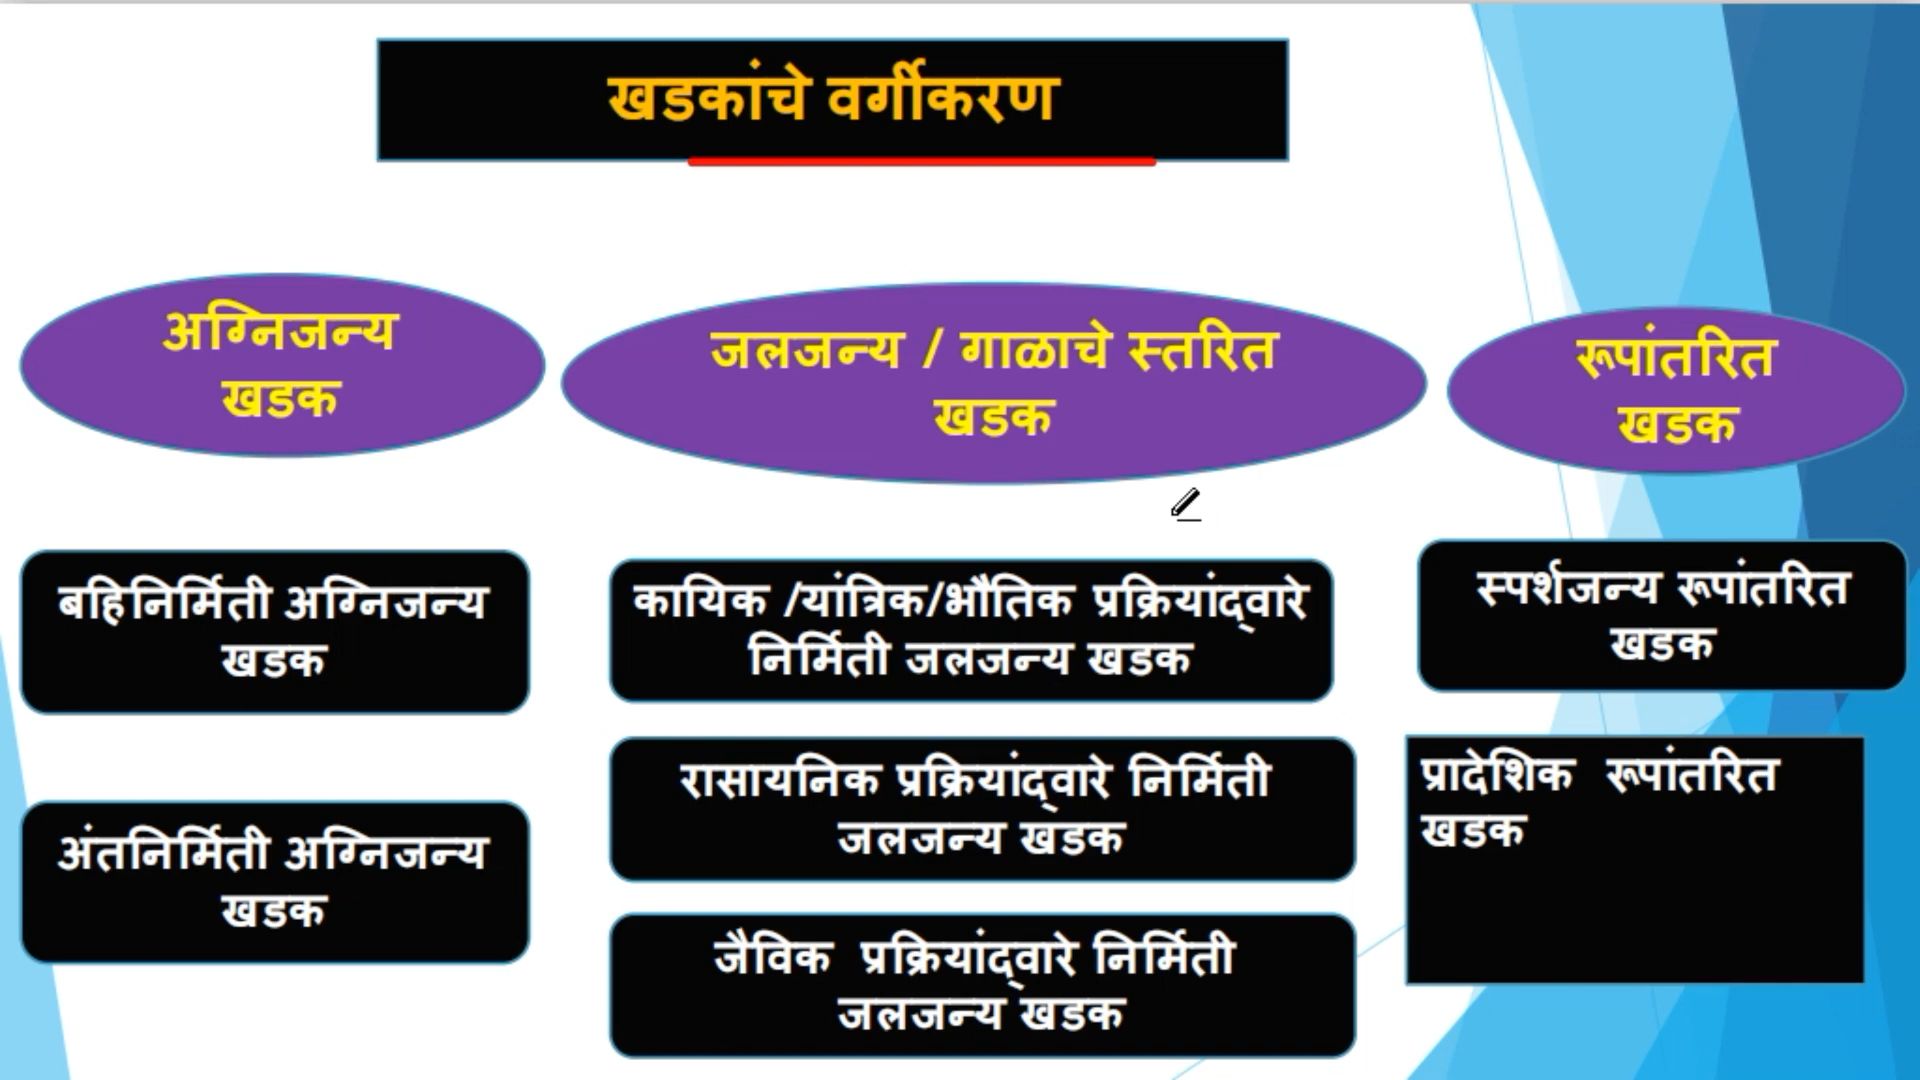 खडकांचे वर्गीकरण
अग्निजन्य
खडक
जलजन्य / गाळाचे स्तरित
खडक
रूपांतरित
खडक
बहिनिर्मिती अग्निजन्य
खडक
अंतनिर्मिती अग्निजन्य
खडक
कायिक /यांत्रिक/भौतिक प्रक्रियांद्वारे
निर्मिती जलजन्य खडक
रासायनिक प्रक्रियांद्वारे निर्मिती
जलजन्य खडक
जैविक प्रक्रियांद्वारे निर्मिती
जलजन्य खडक
स्पर्शजन्य रूपांतरित
खडक
प्रादेशिक रूपांतरित
खडक